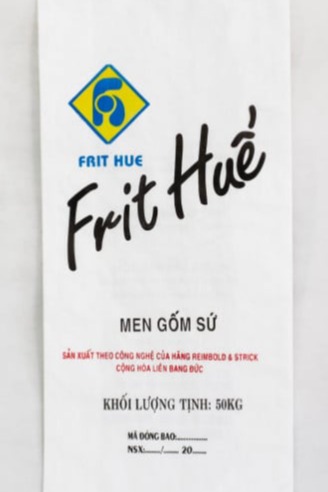 FRIT HUE
Frit Huế
MEN GỐM SỨ
SẢN XUẤT THEO CÔNG NGHỆ CỦA HÃNG REIMBOLD & STRICK
CỘNG HÒA LIÊN BANG ĐỨC
KHỐI LƯỢNG TỊNH: 50KG
MÃ ĐÓNG BAO:................
NSX:......../........ 20.......